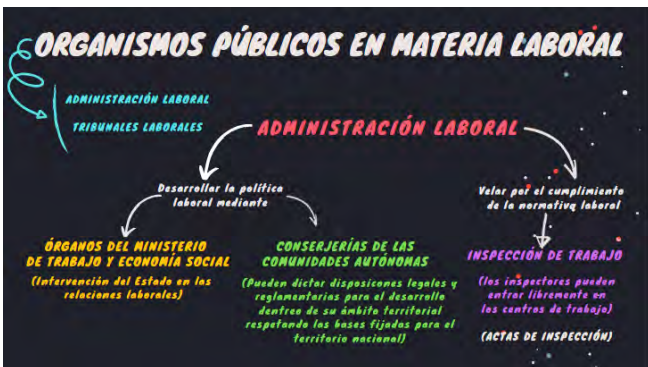 ORGANISMOS PÚBLICOS EN MATERIA LABORAL
ADMINISTRACIÓN LABORAL
TRIBUNALES LABORALES
ADMINISTRACIÓN LABORAL
Desarrollar la política
laboral mediante
Velar por el cumplimiento
de la normativa laboral
ÓRGANOS DEL MINISTERIO
DE TRABAJO Y ECONOMÍA SOCIAL
(Intervención del Estado en las
relaciones laborales)
CONSERJERÍAS DE LAS
COMUNIDADES AUTÓNOMAS
(Pueden dictar disposicones legales y
reglamentarias para el desarrollo
dentreo de su ámbito territorial
respetando las bases fijadas para el
territorio nacional)
INSPECCIÓN DE TRABAJO
(los inspectores pueden
entrar libremente en
los centros de trabajo)
(ACTAS DE INSPECCIÓN)